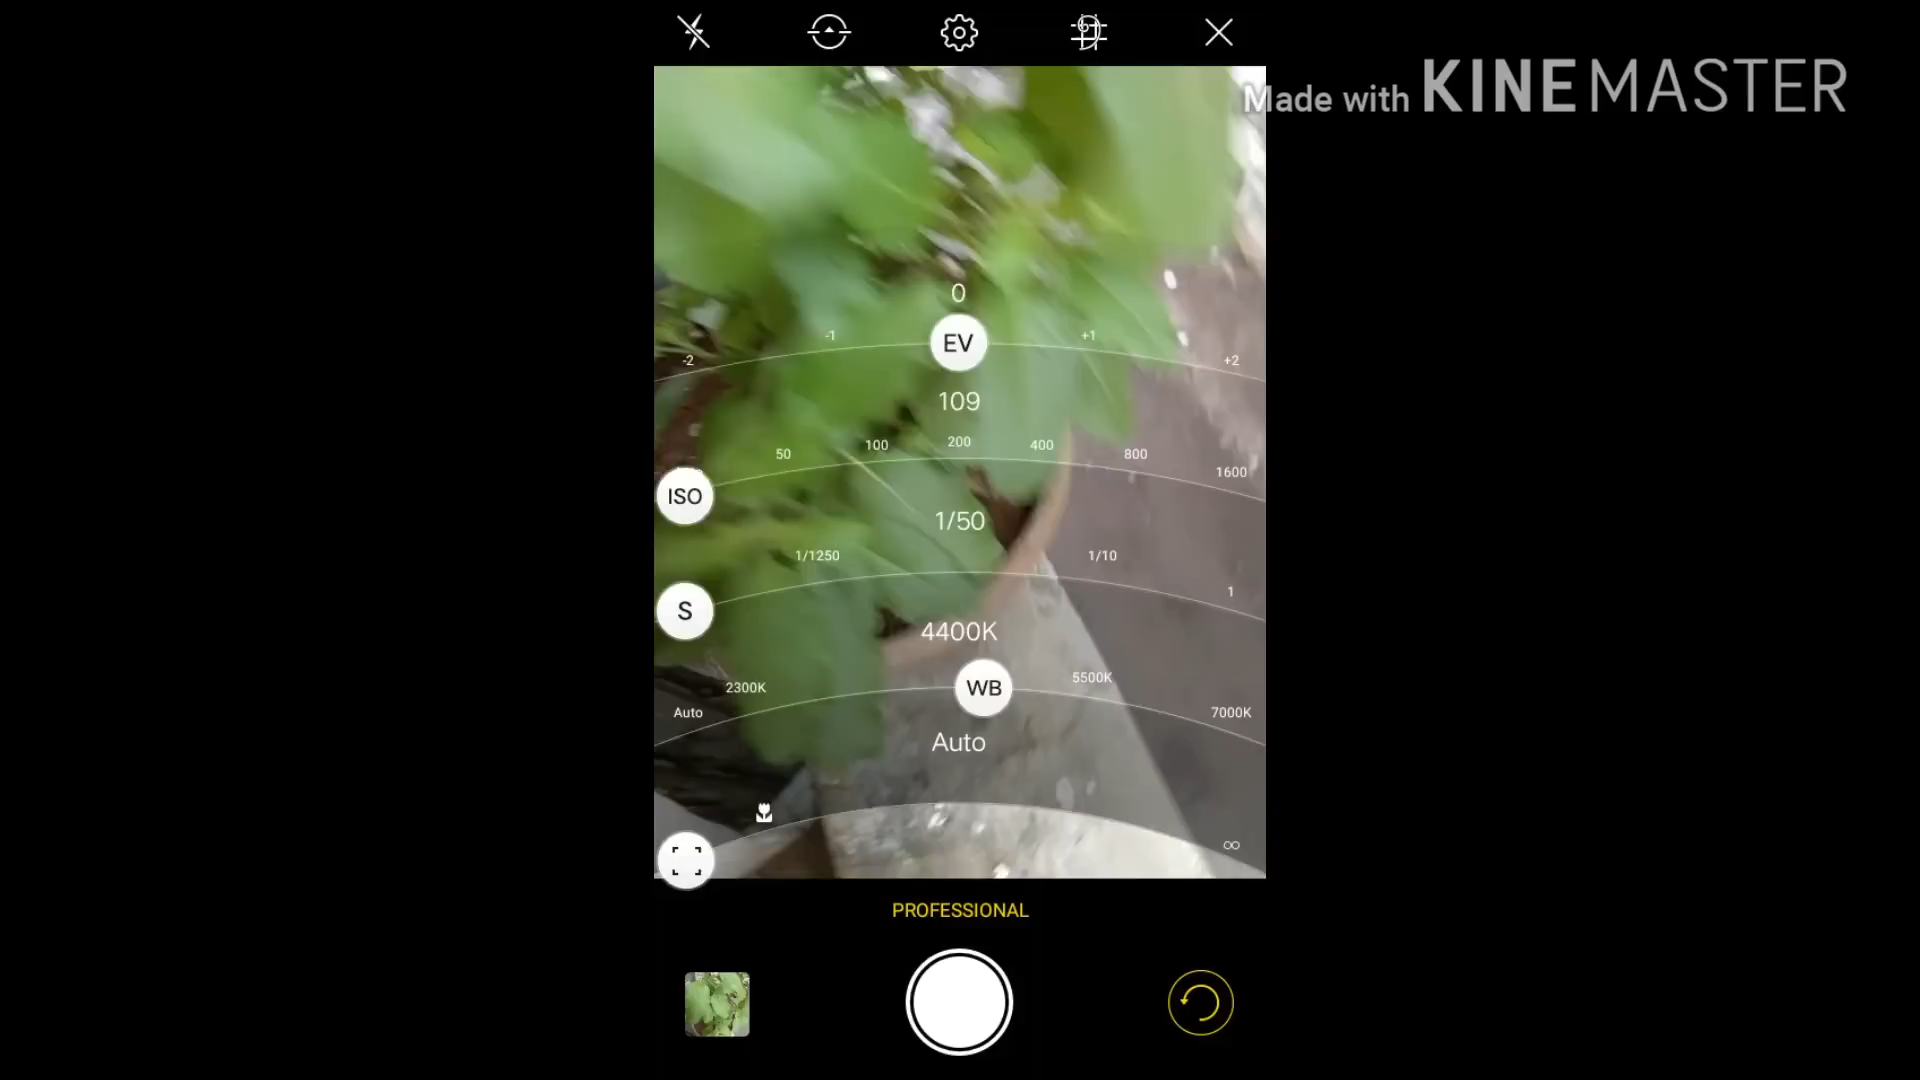 Made with KINEMASTER
0
EV
-2 -1 +1 +2
109
50 100 200 400 800 1600
ISO
1/50
1/1250 1/10 1
S
4400K
WB
Auto 2300K 5500K 7000K
Auto
∞
PROFESSIONAL